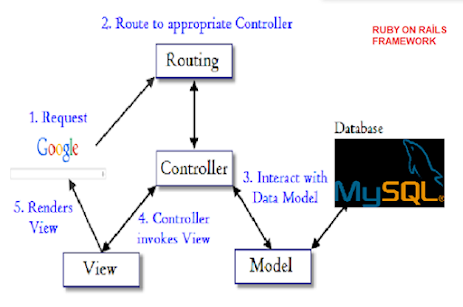 2. Route to appropriate Controller
RUBY ON RAILS
FRAMEWORK
Routing
1. Request
Google
Database
Controller
3. Interact with
Data Model
MySQL®
5. Renders
View
4. Controller
invokes View
View
Model